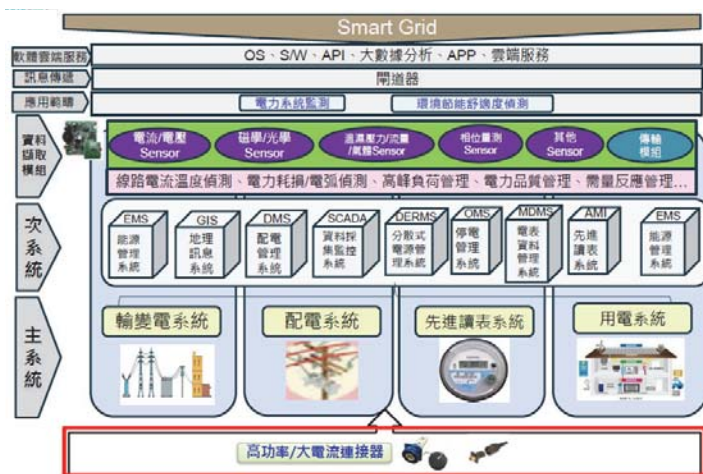 Smart Grid
軟體雲端服務
OS、S/W、API、大數據分析、APP、雲端服務
訊息傳遞
閘道器
應用範疇
電力系統監測
環境節能舒適度偵測
資料
擷取
模組
電流/電壓
Sensor
磁學/光學
Sensor
溫濕壓力/流量
/氣體Sensor
相位量測
Sensor
其他
Sensor
傳輸
模組
線路電流溫度偵測、電力耗損/電弧偵測、高峰負荷管理、電力品質管理、需量反應管理...
次系統
EMS
能源
管理
系統
GIS
地理
訊息
系統
DMS
配電
管理
系統
SCADA
資料採
集監控
系統
DERMS
分散式
電源管
理系統
OMS
停電
管理
系統
MDMS
電表
資料
管理
系統
AMI
先進
讀表
系統
EMS
能源
管理
系統
主系統
輸變電系統
配電系統
先進讀表系統
用電系統
高功率/大電流連接器